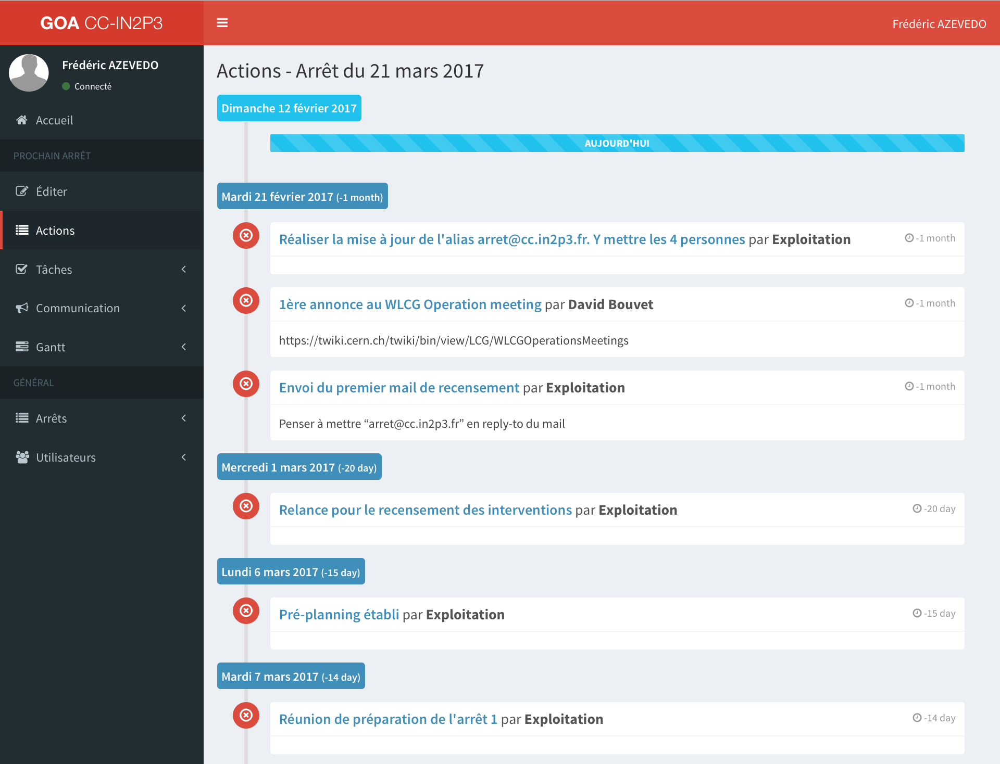 GOA CC-IN2P3
Frédéric AZEVEDO
Frédéric AZEVEDO
Connecté
Accueil
PROCHAIN ARRÊT
Éditer
Actions
Tâches
Communication
Gantt
GÉNÉRAL
Arrêts
Utilisateurs
Actions - Arrêt du 21 mars 2017
Dimanche 12 février 2017
AUJOURD'HUI
Mardi 21 février 2017 (-1 month)
Réaliser la mise à jour de l'alias arret@cc.in2p3.fr. Y mettre les 4 personnes par Exploitation -1 month
1ère annonce au WLCG Operation meeting par David Bouvet -1 month
https://twiki.cern.ch/twiki/bin/view/LCG/WLCGOperationsMeetings
Envoi du premier mail de recensement par Exploitation -1 month
Penser à mettre “arret@cc.in2p3.fr” en reply-to du mail
Mercredi 1 mars 2017 (-20 day)
Relance pour le recensement des interventions par Exploitation -20 day
Lundi 6 mars 2017 (-15 day)
Pré-planning établi par Exploitation -15 day
Mardi 7 mars 2017 (-14 day)
Réunion de préparation de l'arrêt 1 par Exploitation -14 day